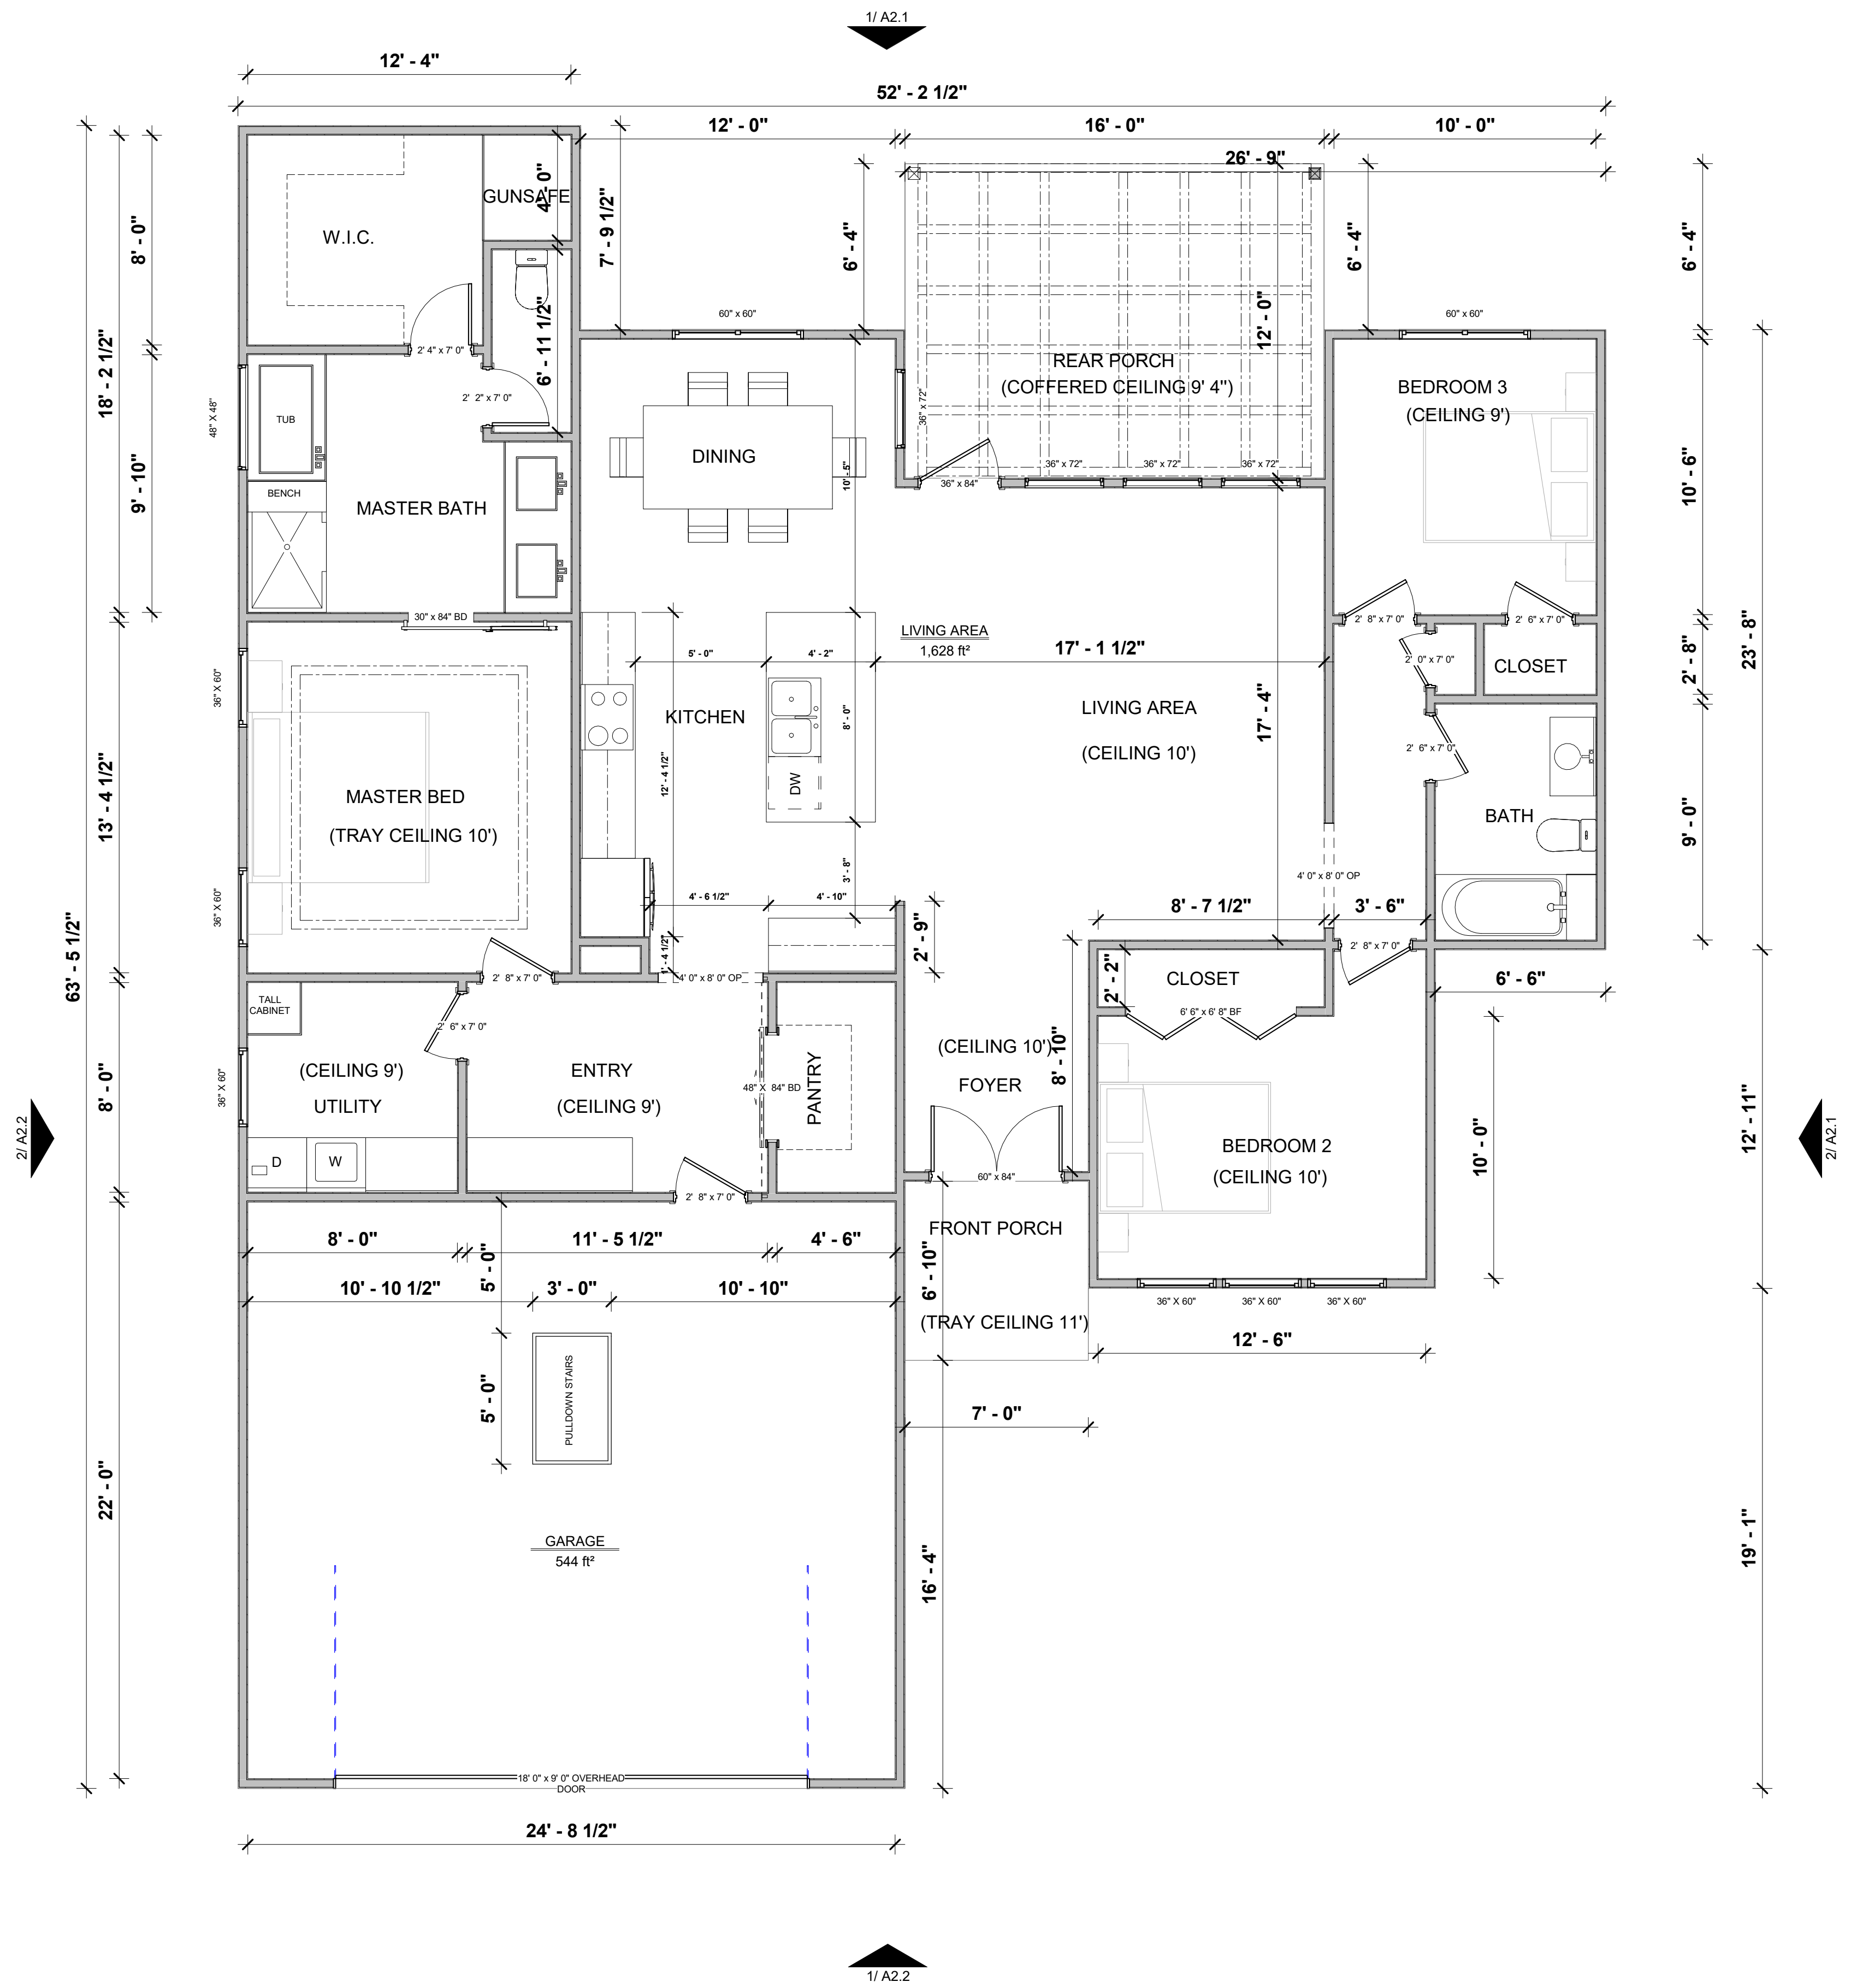 1/ A2.1
12' - 4"
52' - 2 1/2"
12' - 0"
16' - 0"
10' - 0"
26' - 9"
8' - 0"
W.I.C.
GUNSAFE
4' - 0"
7' - 9 1/2"
6' - 4"
6' - 4"
6' - 4"
18' - 2 1/2"
6' - 11 1/2"
12' - 0"
60" x 60"
60" x 60"
2' 4" x 7' 0"
2' 2" x 7' 0"
REAR PORCH
(COFFERED CEILING 9' 4")
36" x 72"
BEDROOM 3
(CEILING 9')
48" X 48"
TUB
BENCH
MASTER BATH
9' - 10"
DINING
10' - 5"
36" x 84"
36" x 72"
36" x 72"
36" x 72"
10' - 6"
23' - 8"
30" x 84" BD
2' 8" x 7' 0"
2' 6" x 7' 0"
LIVING AREA
1,628 ft²
5' - 0"
4' - 2"
17' - 1 1/2"
2' 0" x 7' 0"
CLOSET
2' - 8"
36" X 60"
KITCHEN
8' - 0"
LIVING AREA
(CEILING 10')
17' - 4"
2' 6" x 7' 0"
12' - 4 1/2"
DW
13' - 4 1/2"
MASTER BED
(TRAY CEILING 10')
BATH
9' - 0"
36" X 60"
3' - 8"
4' 0" x 8' 0" OP
4' - 6 1/2"
4' - 10"
8' - 7 1/2"
3' - 6"
63' - 5 1/2"
2' - 9"
1' - 4 1/2"
2' 8" x 7' 0"
4' 0" x 8' 0" OP
2' 8" x 7' 0"
CLOSET
2' - 2"
6' - 6"
TALL
CABINET
2' 6" x 7' 0"
6' 6" x 6' 8" BF
(CEILING 10')
8' - 10"
FOYER
(CEILING 9')
UTILITY
36" X 60"
ENTRY
(CEILING 9')
48" X 84" BD
PANTRY
8' - 0"
2/ A2.2
2/ A2.1
12' - 11"
10' - 0"
BEDROOM 2
(CEILING 10')
D
W
60" x 84"
2' 8" x 7' 0"
FRONT PORCH
8' - 0"
11' - 5 1/2"
4' - 6"
5' - 0"
6' - 10"
10' - 10 1/2"
3' - 0"
10' - 10"
36" X 60"
36" X 60"
36" X 60"
(TRAY CEILING 11')
12' - 6"
5' - 0"
PULLDOWN STAIRS
7' - 0"
22' - 0"
GARAGE
544 ft²
16' - 4"
19' - 1"
18' 0" x 9' 0" OVERHEAD
DOOR
24' - 8 1/2"
1/ A2.2